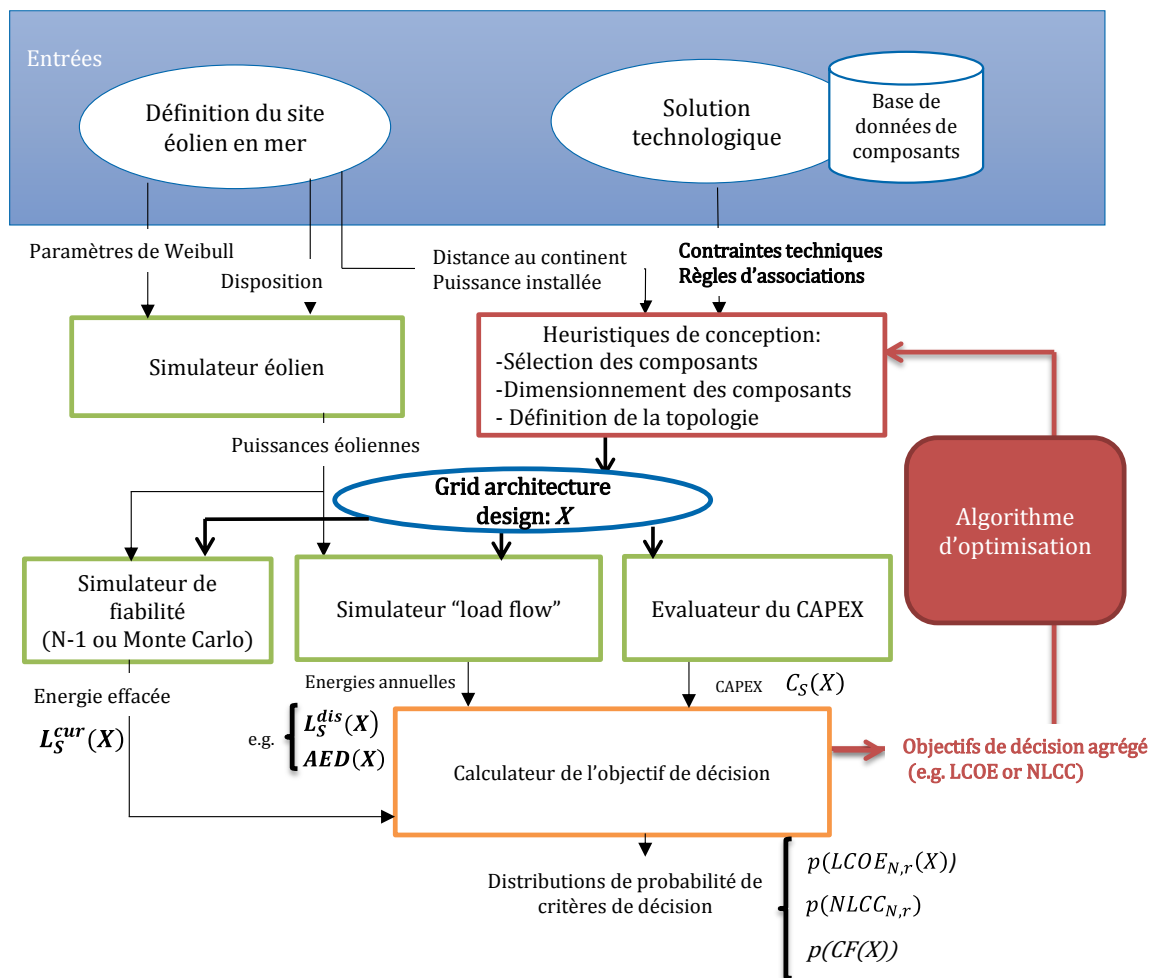 Entrées
Définition du site
éolien en mer
Solution
technologique
Base de
données de
composants
Paramètres de Weibull
Disposition
Distance au continent
Puissance installée
Contraintes techniques
Règles d'associations
Simulateur éolien
Heuristiques de conception:
-Sélection des composants
-Dimensionnement des composants
- Définition de la topologie
Puissances éoliennes
Grid architecture
design: X
Algorithme
d'optimisation
Simulateur de
fiabilité
(N-1 ou Monte Carlo)
Simulateur “load flow”
Evaluateur du CAPEX
Energie effacée
L_S^{cur}(X)
Energies annuelles
e.g.
L_S^{dis}(X)
AED(X)
CAPEX C_S(X)
Calculateur de l'objectif de décision
Objectifs de décision agrégé
(e.g. LCOE or NLCC)
Distributions de probabilité de
critères de décision
p(LCOE_{N,r}(X))
p(NLCC_{N,r})
p(CF(X))